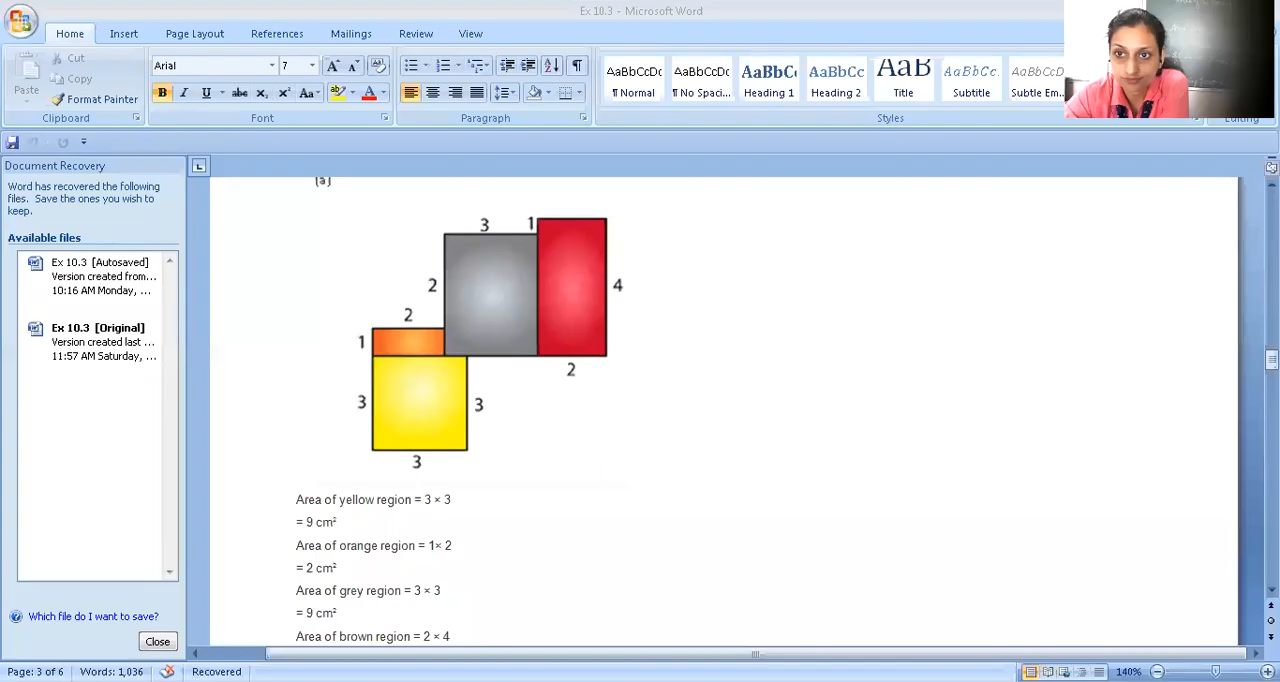 Ex 10.3 - Microsoft Word
Home Insert Page Layout References Mailings Review View
Cut
Copy
Paste
Format Painter
Clipboard
Arial 7
B I U abc X₂ X² Aa A
Font
Paragraph
AaBbCcDc AaBbCcDc AaBbC AaBbCc AaB AaBbCc. AaBbCcDc
¶ Normal ¶ No Spaci... Heading 1 Heading 2 Title Subtitle Subtle Em...
Styles
Editing
Document Recovery
Word has recovered the following
files. Save the ones you wish to
keep.
Available files
Ex 10.3 [Autosaved]
Version created from...
10:16 AM Monday, ...
Ex 10.3 [Original]
Version created last ...
11:57 AM Saturday, ...
Which file do I want to save?
Close
(a)
3 1
2 4
2
1
2
3 3
3
Area of yellow region = 3 × 3
= 9 cm²
Area of orange region = 1× 2
= 2 cm²
Area of grey region = 3 × 3
= 9 cm²
Area of brown region = 2 × 4
Page: 3 of 6 Words: 1,036 Recovered 140%